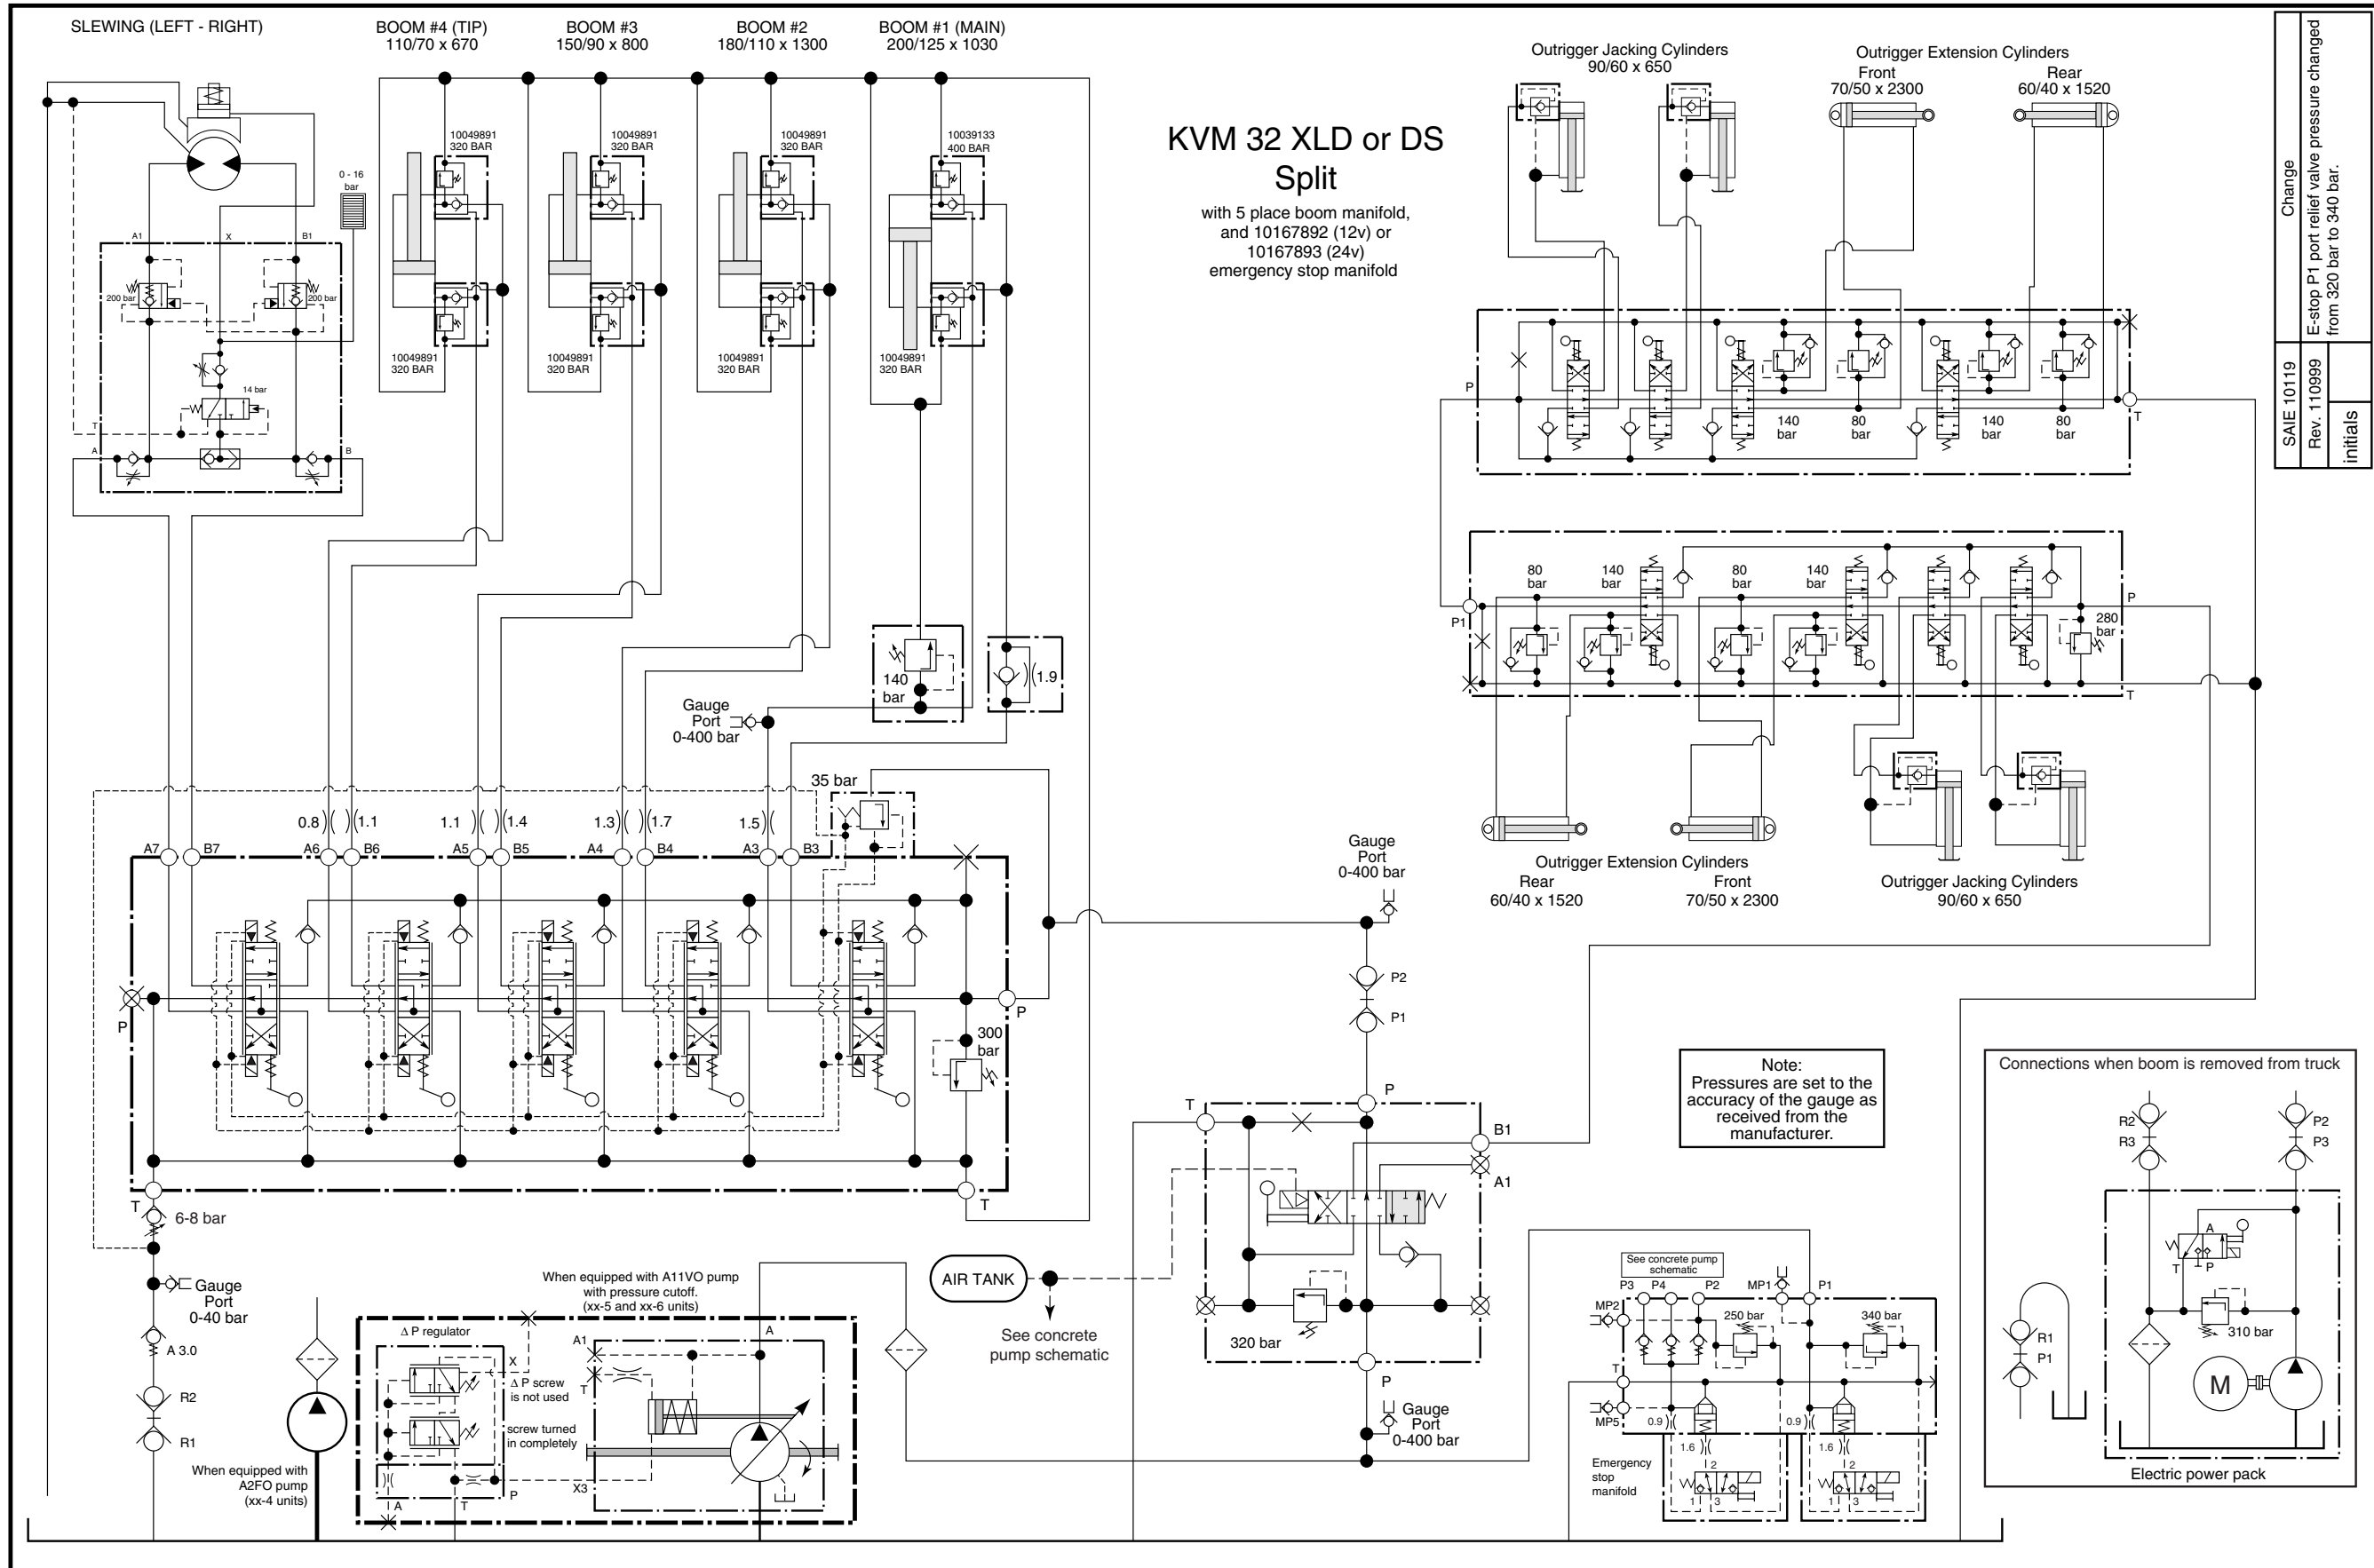 SLEWING (LEFT - RIGHT)
BOOM #4 (TIP)
110/70 x 670
BOOM #3
150/90 x 800
BOOM #2
180/110 x 1300
BOOM #1 (MAIN)
200/125 x 1030
10049891
320 BAR
10049891
320 BAR
10049891
320 BAR
10039133
400 BAR
0 - 16
bar
A1
X
B1
200 bar
200 bar
14 bar
T
A
B
10049891
320 BAR
10049891
320 BAR
10049891
320 BAR
10049891
320 BAR
KVM 32 XLD or DS
Split
with 5 place boom manifold,
and 10167892 (12v) or
10167893 (24v)
emergency stop manifold
Outrigger Jacking Cylinders
90/60 x 650
Outrigger Extension Cylinders
Front
70/50 x 2300
Rear
60/40 x 1520
SAIE 10119
Change
Rev. 110999
E-stop P1 port relief valve pressure changed
from 320 bar to 340 bar.
initials
P
140
bar
80
bar
140
bar
80
bar
T
80
bar
140
bar
80
bar
140
bar
P
P1
280
bar
T
Outrigger Extension Cylinders
Rear
60/40 x 1520
Front
70/50 x 2300
Outrigger Jacking Cylinders
90/60 x 650
140
bar
1.9
Gauge
Port
0-400 bar
35 bar
0.8
1.1
1.1
1.4
1.3
1.7
1.5
A7
B7
A6
B6
A5
B5
A4
B4
A3
B3
P
P
300
bar
T
T
6-8 bar
Gauge
Port
0-40 bar
A 3.0
R2
R1
Gauge
Port
0-400 bar
P2
P1
P
T
B1
A1
320 bar
P
Gauge
Port
0-400 bar
AIR TANK
See concrete
pump schematic
When equipped with
A2FO pump
(xx-4 units)
When equipped with A11VO pump
with pressure cutoff.
(xx-5 and xx-6 units)
Δ P regulator
X
Δ P screw
is not used
screw turned
in completely
A
T
P
A1
T
A
X3
Note:
Pressures are set to the
accuracy of the gauge as
received from the
manufacturer.
See concrete pump
schematic
P3
P4
P2
MP1
P1
MP2
250 bar
340 bar
T
MP5
0.9
0.9
1.6
1.6
2
1
3
2
1
3
Emergency
stop
manifold
Connections when boom is removed from truck
R2
R3
P2
P3
A
T
P
310 bar
R1
P1
M
Electric power pack